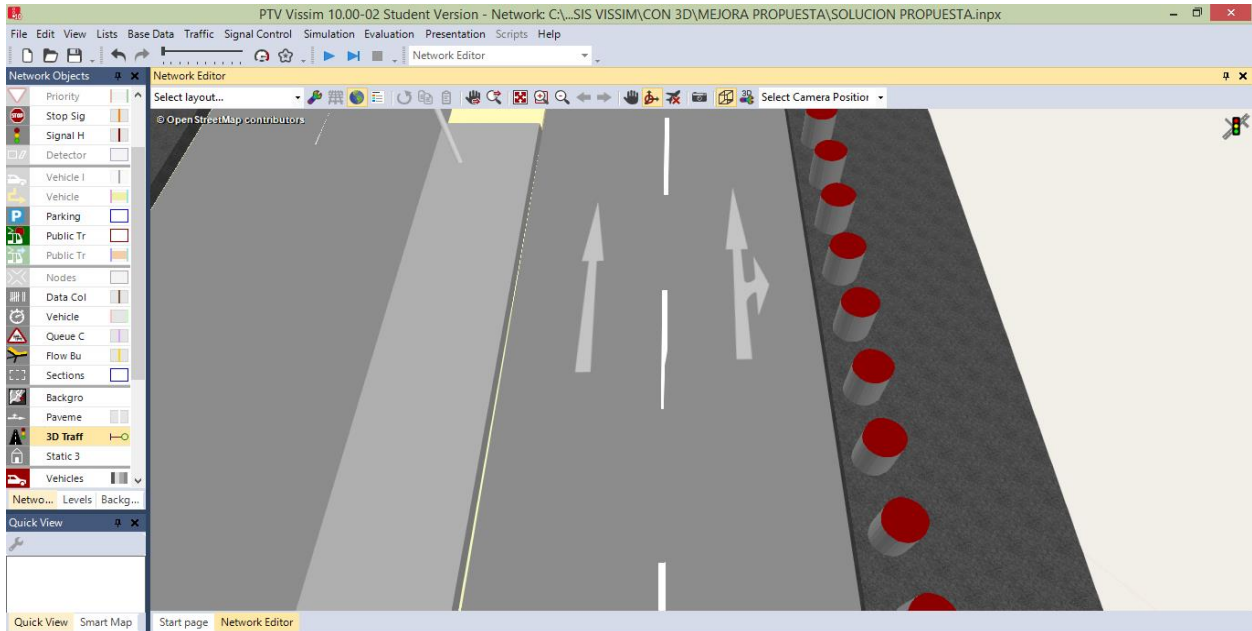 PTV Vissim 10.00-02 Student Version - Network: C:\...SIS VISSIM\CON 3D\MEJORA PROPUESTA\SOLUCION PROPUESTA.inpx
File Edit View Lists Base Data Traffic Signal Control Simulation Evaluation Presentation Scripts Help
Network Editor
Network Objects
Network Editor
Select layout...
Select Camera Position
© OpenStreetMap contributors
Priority
STOP Stop Sig
Signal H
Detector
Vehicle I
Vehicle
P Parking
Public Tr
Public Tr
Nodes
Data Col
Vehicle
Queue C
Flow Bu
Sections
Backgro
Paveme
3D Traff
Static 3
Vehicles
Netwo... Levels Backg...
Quick View
Quick View Smart Map
Start page Network Editor